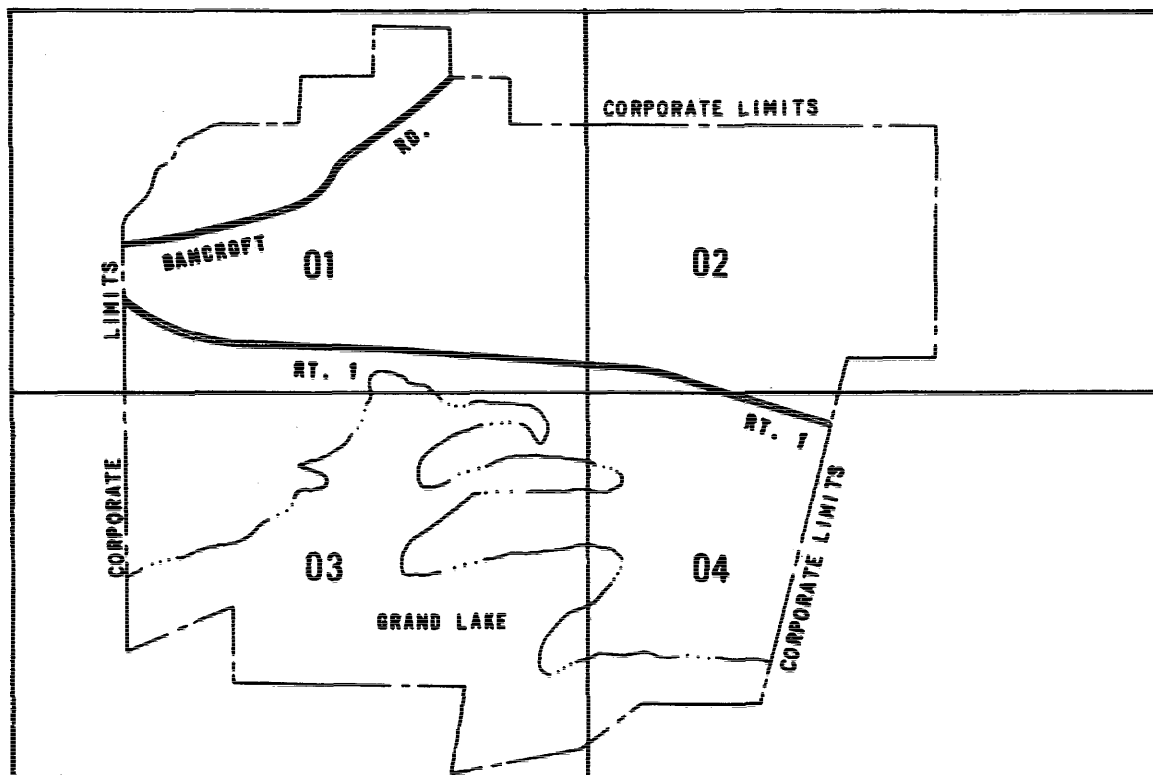 CORPORATE LIMITS
RD.
BANCROFT
01
02
LIMITS
RT. 1
RT. 1
CORPORATE
CORPORATE LIMITS
03
04
GRAND LAKE